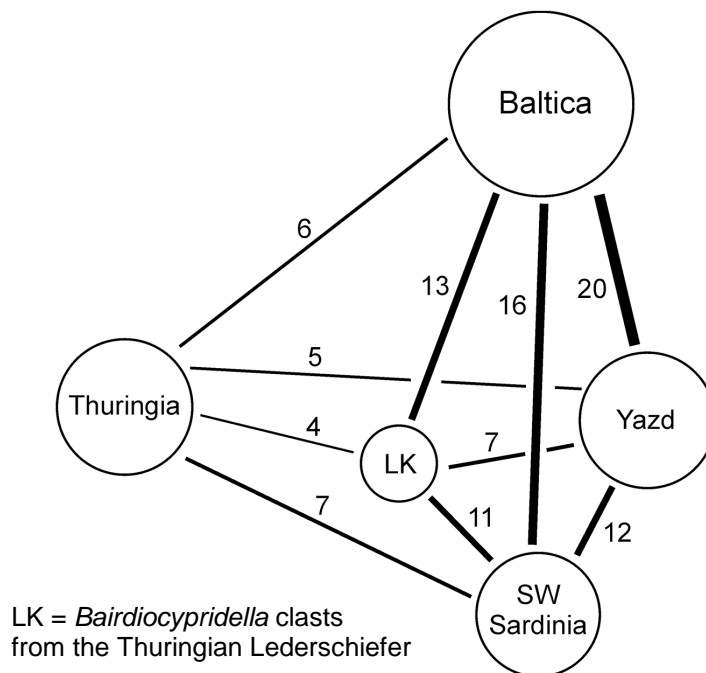 Baltica
6
13
16
20
5
Thuringia
Yazd
4
LK
7
7
11
12
SW
Sardinia
LK = Bairdiocypridella clasts
from the Thuringian Lederschiefer